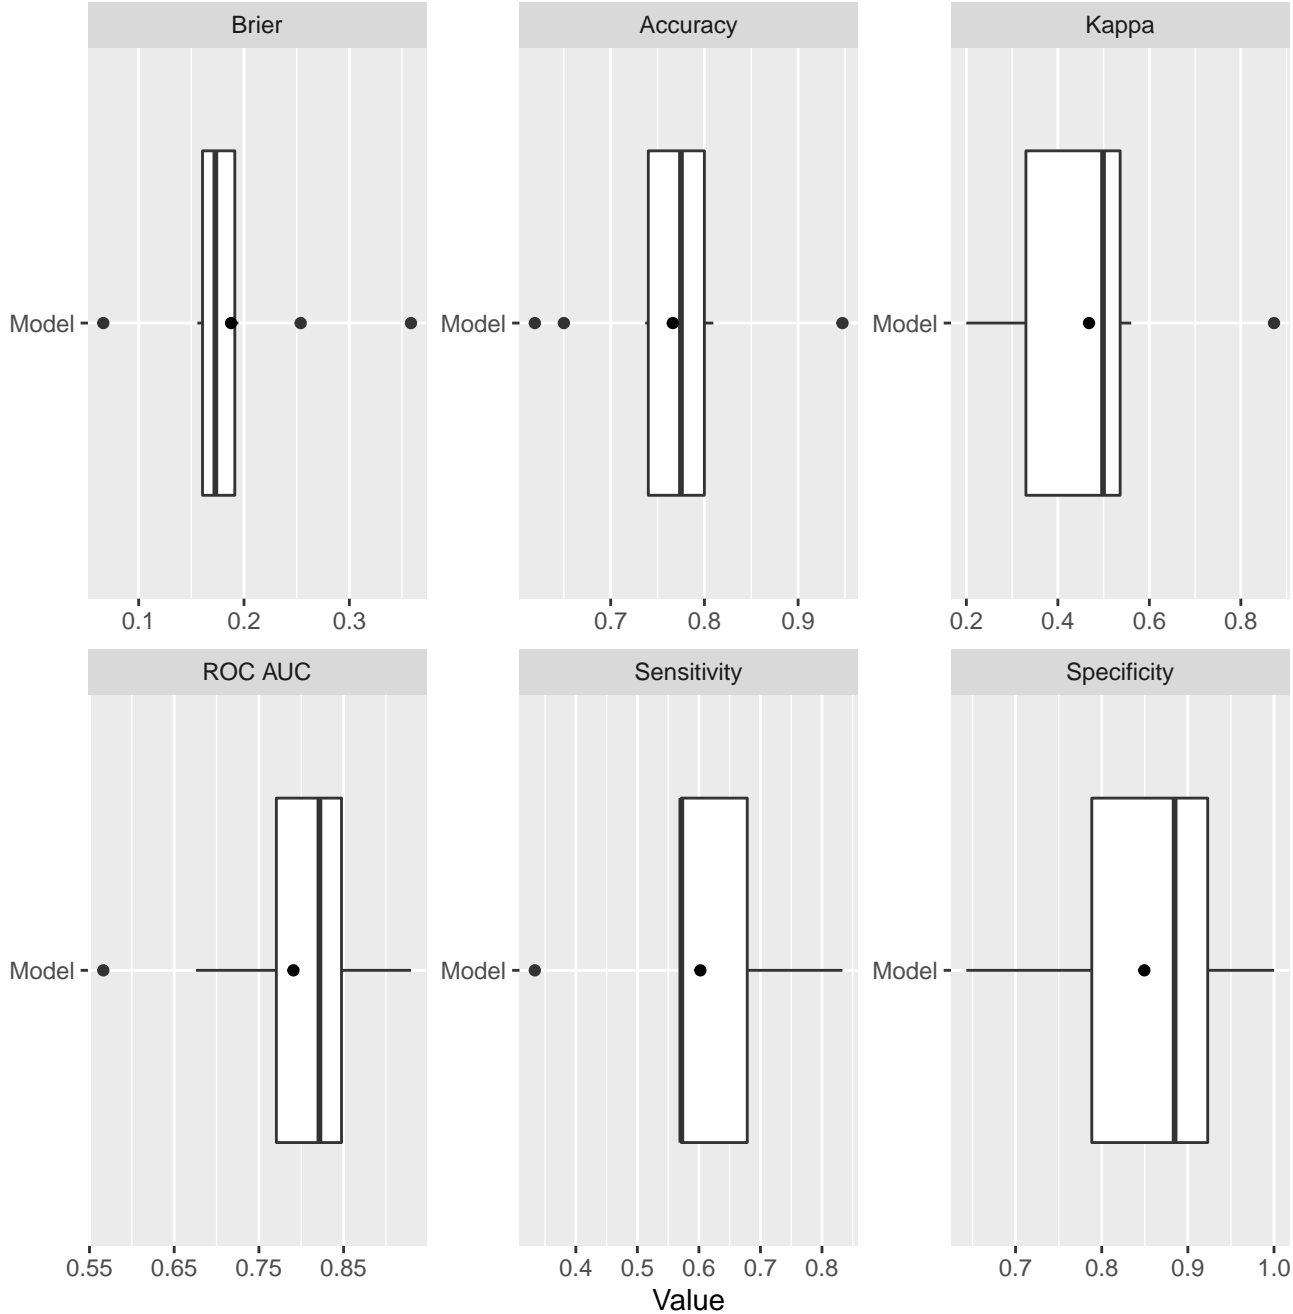 Brier Accuracy Kappa
Model Model Model
0.1 0.2 0.3 0.7 0.8 0.9 0.2 0.4 0.6 0.8
ROC AUC Sensitivity Specificity
Model Model Model
0.55 0.65 0.75 0.85 0.4 0.5 0.6 0.7 0.8 0.7 0.8 0.9 1.0
Value